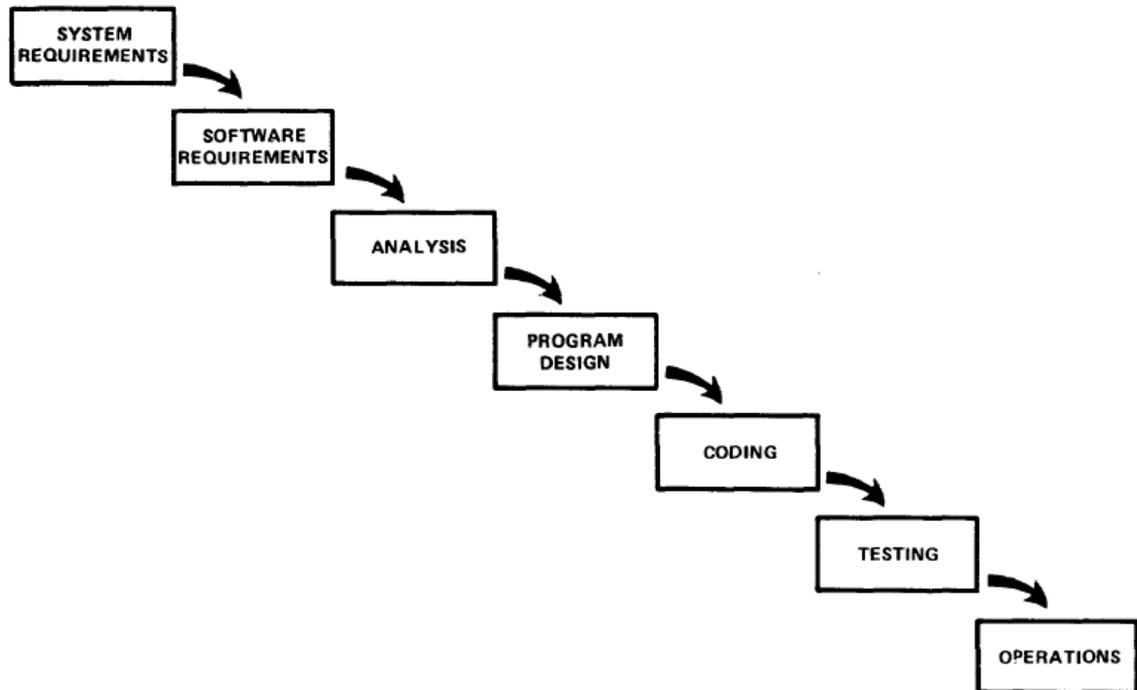 SYSTEM
REQUIREMENTS
SOFTWARE
REQUIREMENTS
ANALYSIS
PROGRAM
DESIGN
CODING
TESTING
OPERATIONS